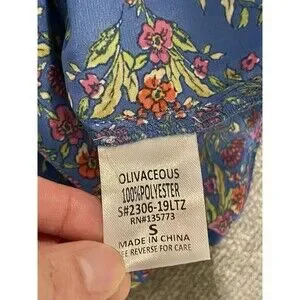 OLIVACEOUS
100%POLYESTER
S#2306-19LTZ
RN#135773
S
MADE IN CHINA
SEE REVERSE FOR CARE